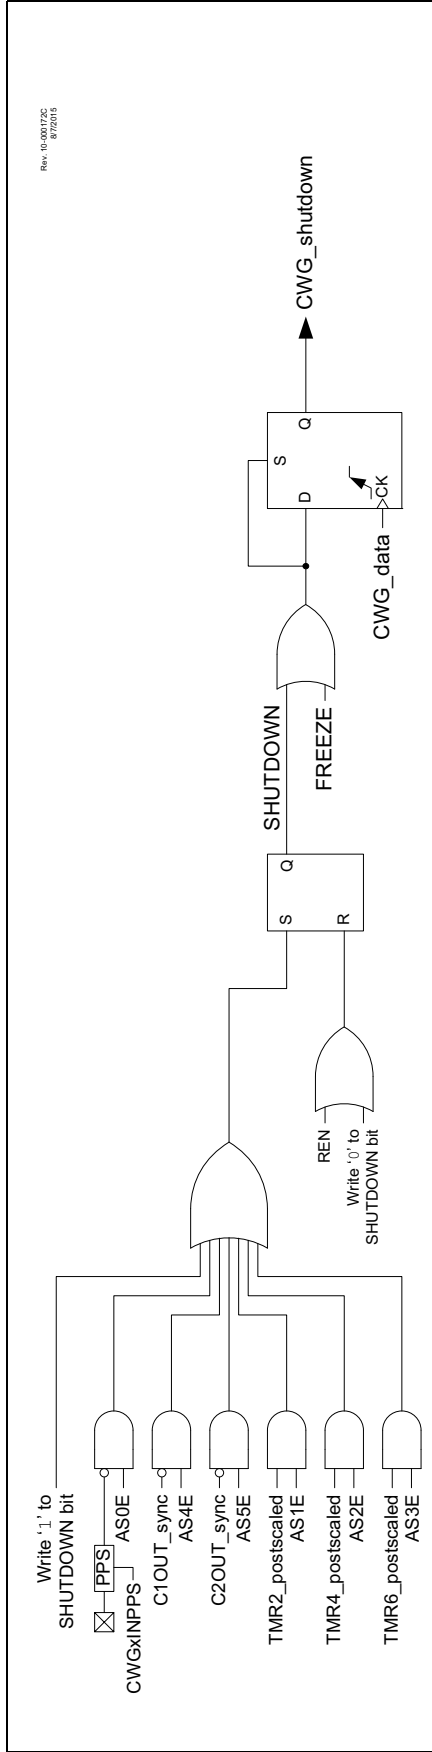 Rev. 10-000172C
8/7/2015
Write '1' to
SHUTDOWN bit
PPS
AS0E
CWGxINPPS
C1OUT_sync
AS4E
C2OUT_sync
AS5E
TMR2_postscaled
AS1E
TMR4_postscaled
AS2E
TMR6_postscaled
AS3E
REN
Write '0' to
SHUTDOWN bit
S
R
Q
SHUTDOWN
FREEZE
S
D
Q
CK
CWG_data
CWG_shutdown